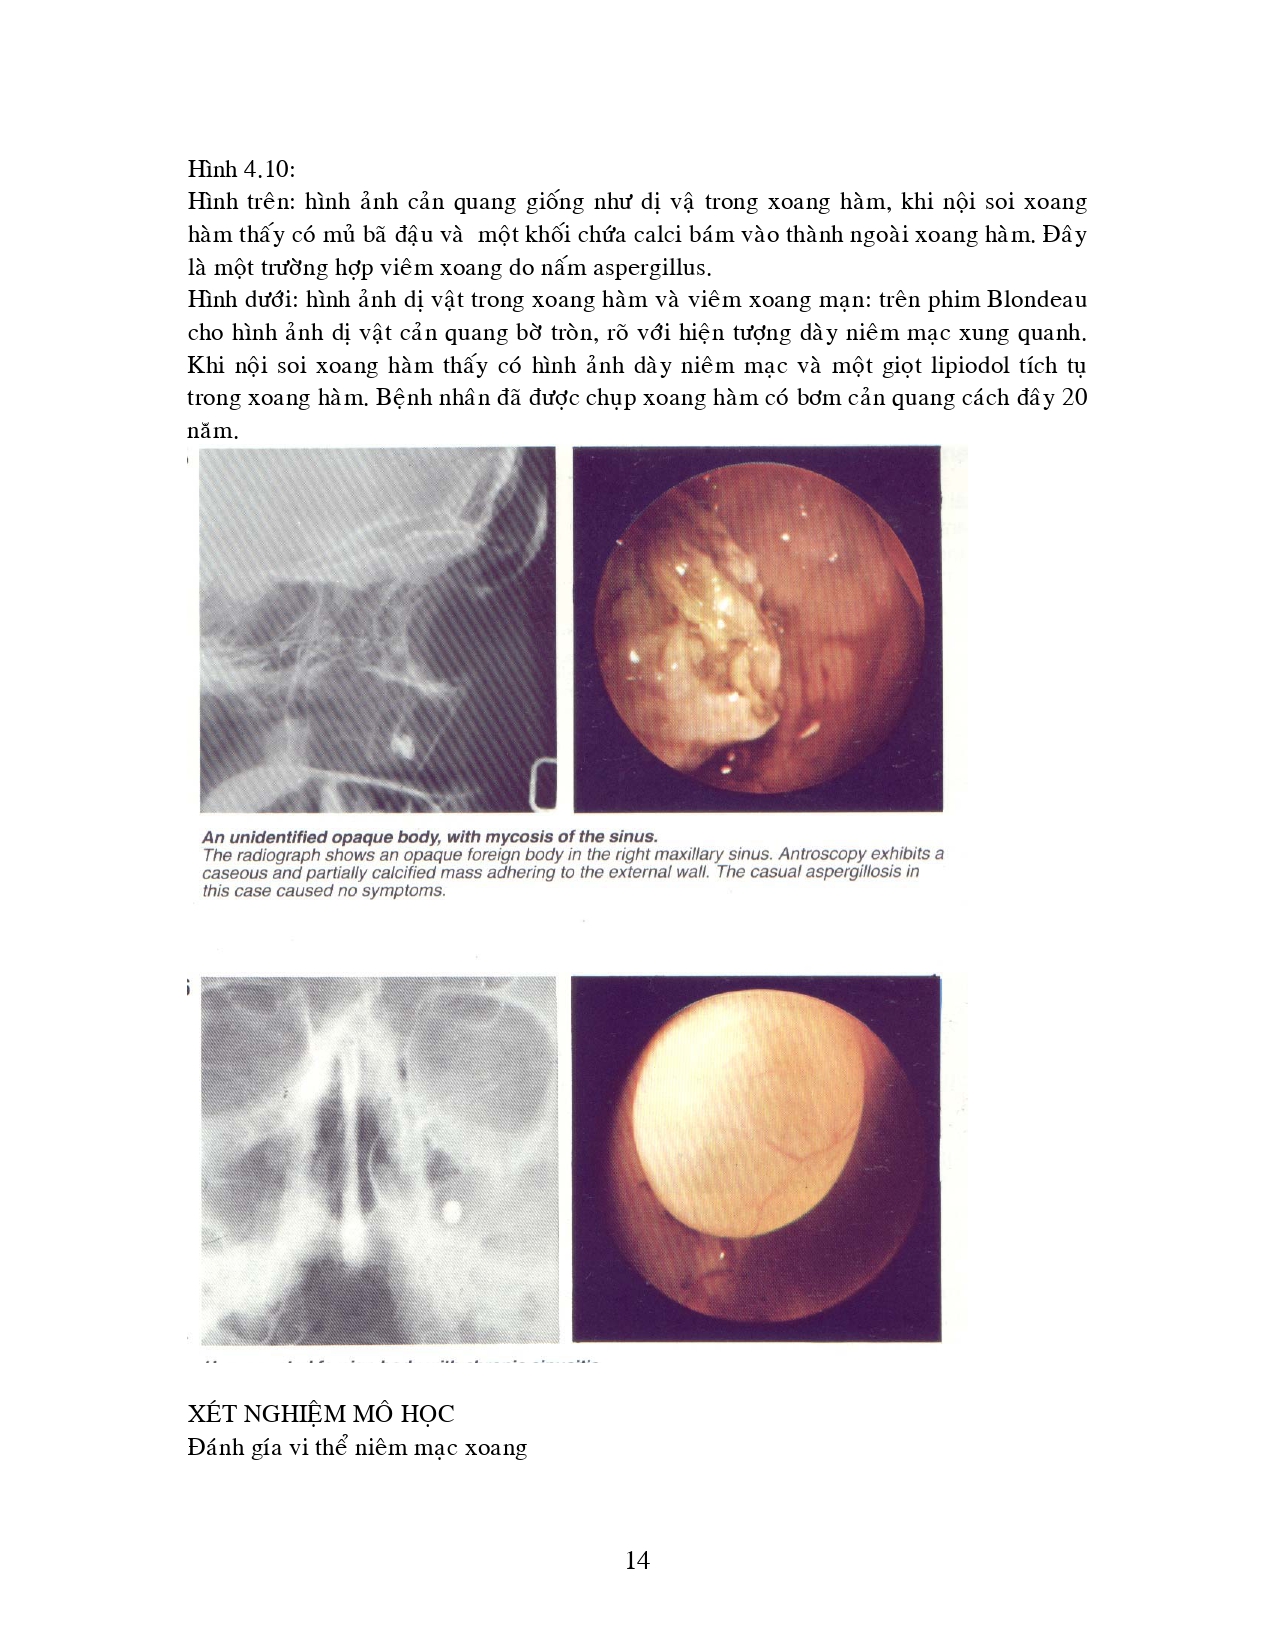 Hình 4.10:
Hình trên: hình ảnh cản quang giống như dị vậ trong xoang hàm, khi nội soi xoang
hàm thấy có mủ bã đậu và  một khối chứa calci bám vào thành ngoài xoang hàm. Đây
là một trường hợp viêm xoang do nấm aspergillus.
Hình dưới: hình ảnh dị vật trong xoang hàm và viêm xoang mạn: trên phim Blondeau
cho hình ảnh dị vật cản quang bờ tròn, rõ với hiện tượng dày niêm mạc xung quanh.
Khi nội soi xoang hàm thấy có hình ảnh dày niêm mạc và một giọt lipiodol tích tụ
trong xoang hàm. Bệnh nhân đã được chụp xoang hàm có bơm cản quang cách đây 20
năm.
An unidentified opaque body, with mycosis of the sinus.
The radiograph shows an opaque foreign body in the right maxillary sinus. Antroscopy exhibits a
caseous and partially calcified mass adhering to the external wall. The casual aspergillosis in
this case caused no symptoms.
XÉT NGHIỆM MÔ HỌC
Đánh gía vi thể niêm mạc xoang
14